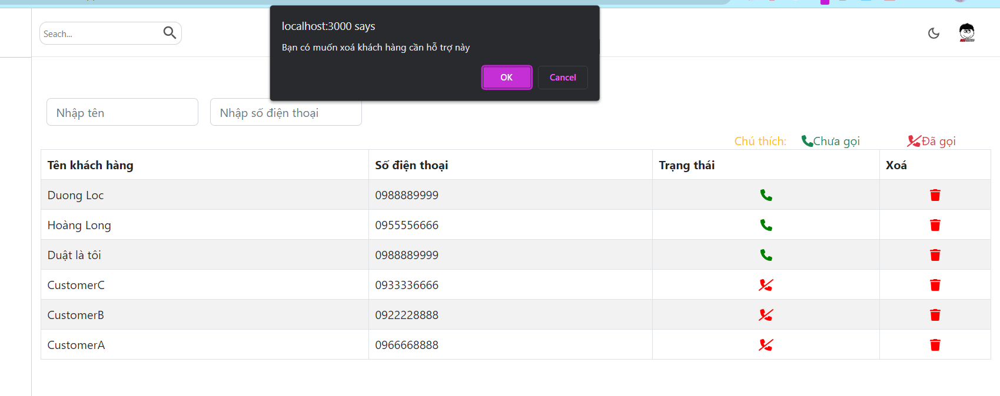 localhost:3000 says
Bạn có muốn xoá khách hàng cần hỗ trợ này
OK Cancel
Seach...
Nhập tên Nhập số điện thoại
Chú thích: Chưa gọi Đã gọi
Tên khách hàng Số điện thoại Trạng thái Xoá
Duong Loc 0988889999
Hoàng Long 0955556666
Duật là tôi 0988889999
CustomerC 0933336666
CustomerB 0922228888
CustomerA 0966668888